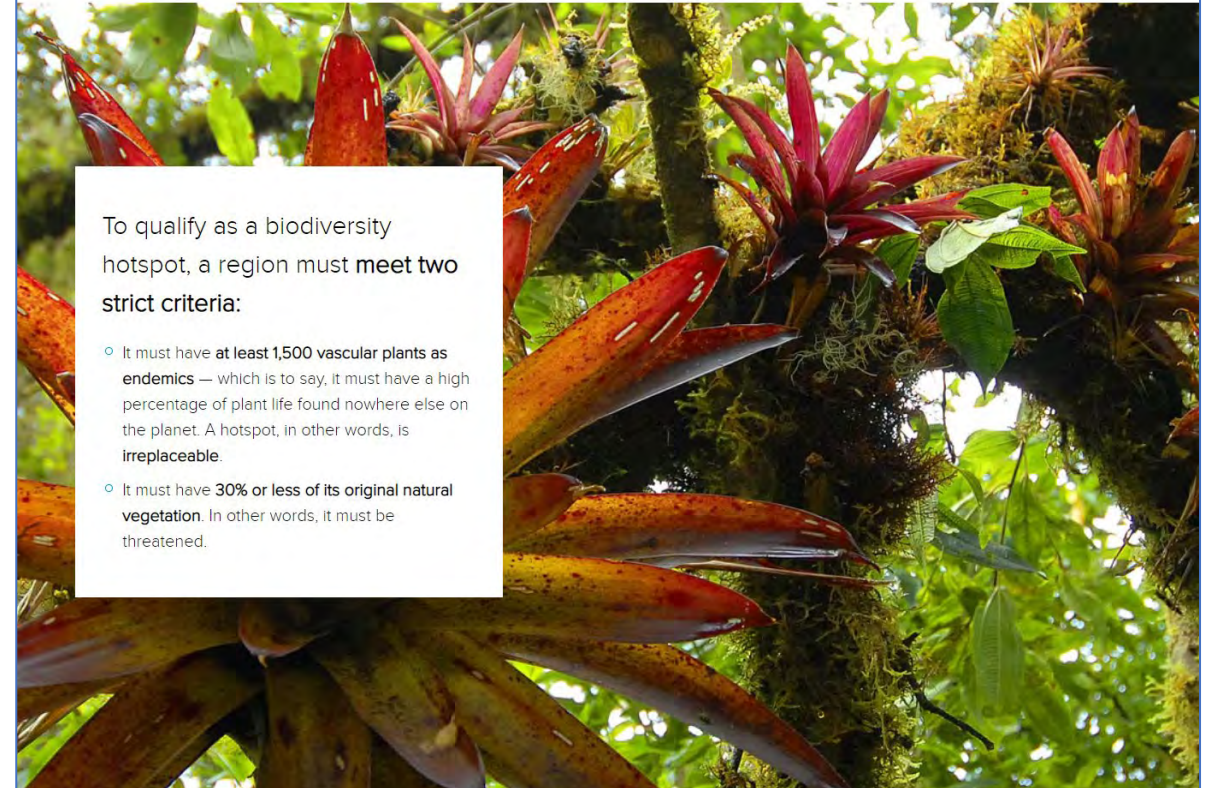 To qualify as a biodiversity
hotspot, a region must meet two
strict criteria:
It must have at least 1,500 vascular plants as
endemics — which is to say, it must have a high
percentage of plant life found nowhere else on
the planet. A hotspot, in other words, is
irreplaceable.
It must have 30% or less of its original natural
vegetation. In other words, it must be
threatened.